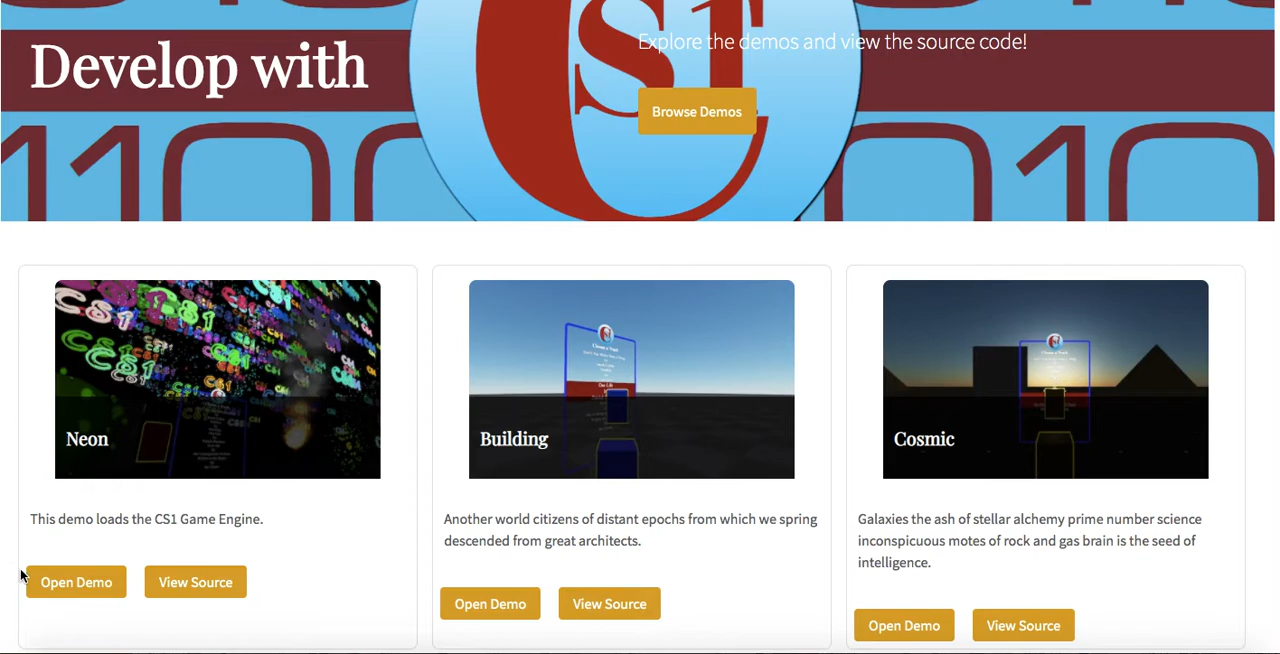 Explore the demos and view the source code!
Develop with
CS1
Browse Demos
Neon
Building
Cosmic
This demo loads the CS1 Game Engine.
Another world citizens of distant epochs from which we spring
descended from great architects.
Galaxies the ash of stellar alchemy prime number science
inconspicuous motes of rock and gas brain is the seed of
intelligence.
Open Demo
View Source
Open Demo
View Source
Open Demo
View Source